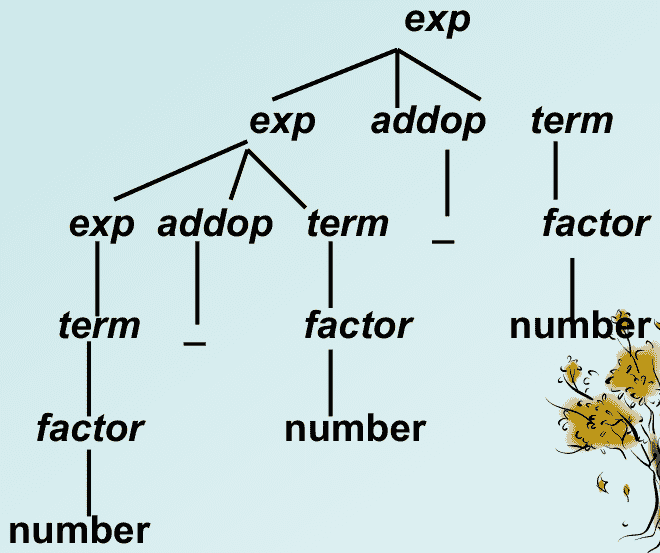 exp
exp addop term
exp addop term – factor
term – factor number
factor number
number